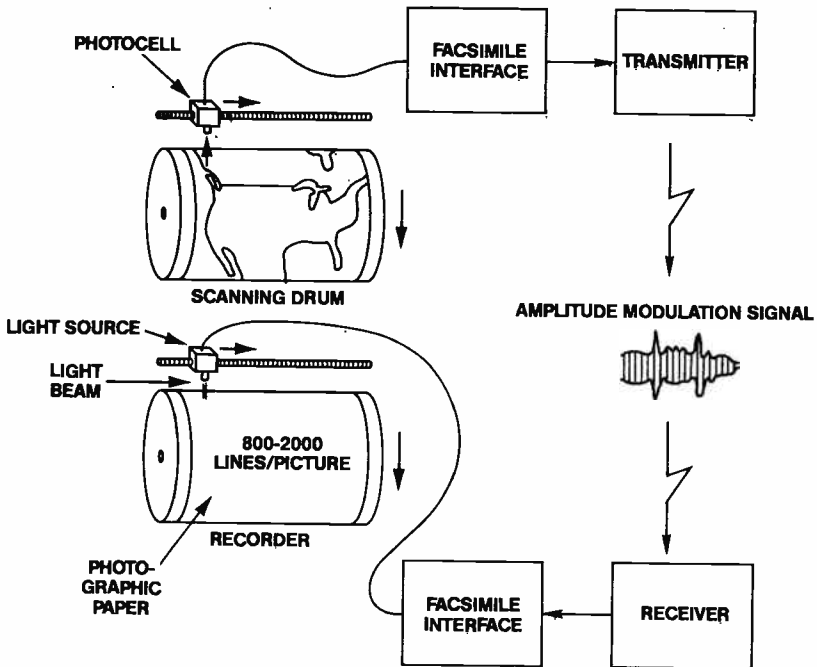 PHOTOCELL
FACSIMILE
INTERFACE
TRANSMITTER
SCANNING DRUM
LIGHT SOURCE
AMPLITUDE MODULATION SIGNAL
LIGHT
BEAM
800-2000
LINES/PICTURE
RECORDER
PHOTO-
GRAPHIC
PAPER
FACSIMILE
INTERFACE
RECEIVER